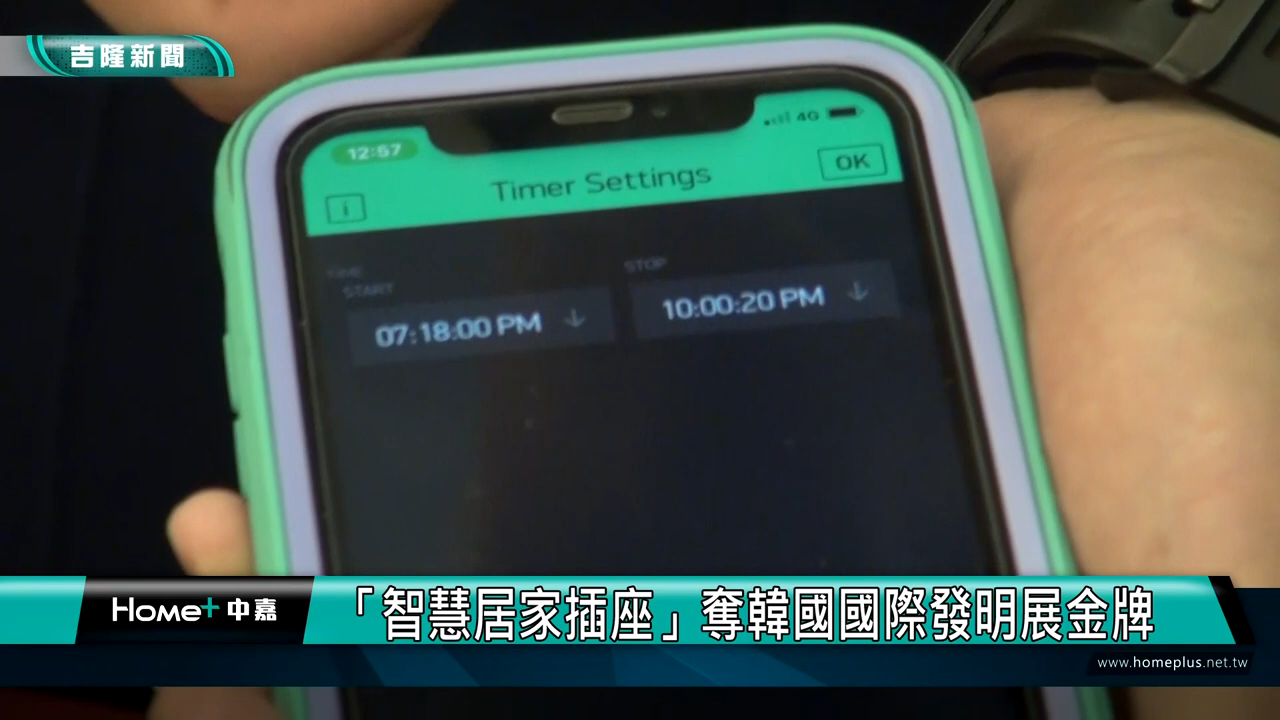 吉隆新聞
12:57
4G
i
Timer Settings
OK
TIME
START
STOP
07:18:00 PM
10:00:20 PM
Home+ 中嘉
「智慧居家插座」奪韓國國際發明展金牌
www.homeplus.net.tw